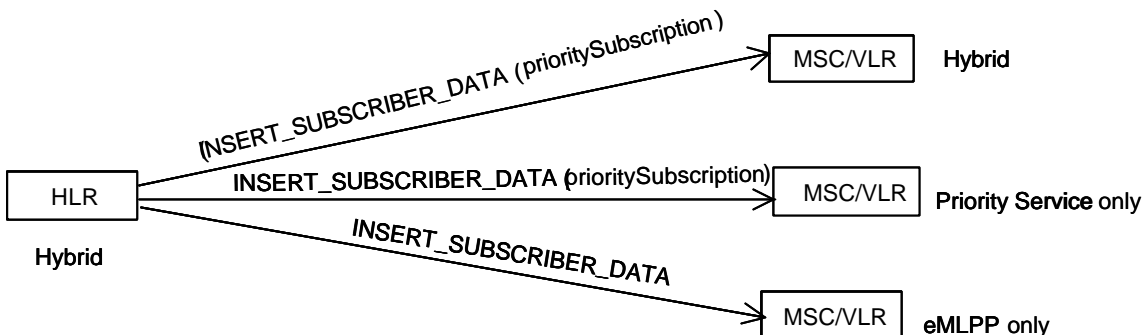 (INSERT_SUBSCRIBER_DATA (prioritySubscription)
MSC/VLR
Hybrid
INSERT_SUBSCRIBER_DATA (prioritySubscription)
HLR
MSC/VLR
Priority Service only
Hybrid
INSERT_SUBSCRIBER_DATA
MSC/VLR
eMLPP only